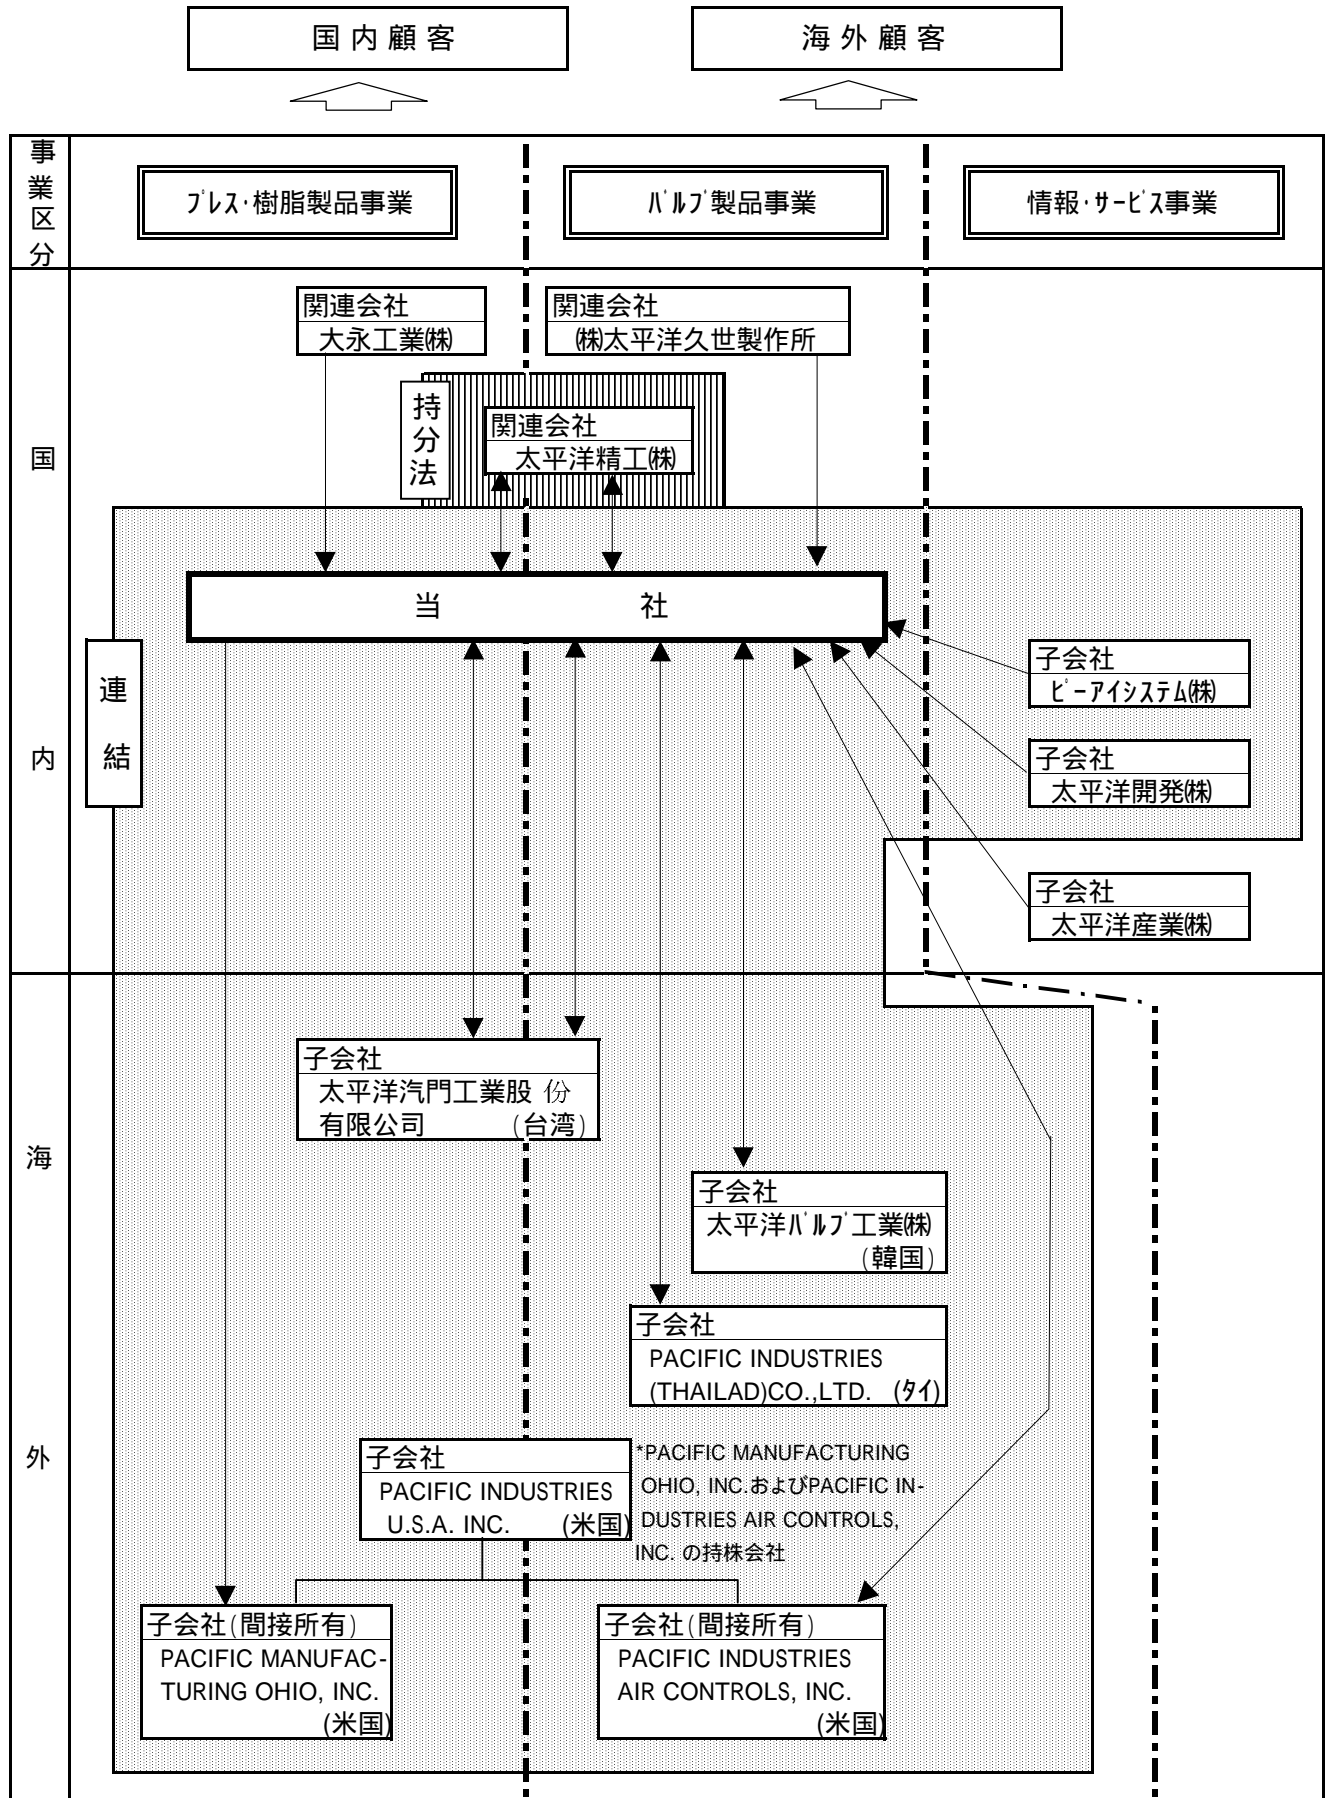 国内顧客
海外顧客
事業区分
ﾌﾟﾚｽ･樹脂製品事業
ﾊﾞﾙﾌﾞ製品事業
情報･ｻｰﾋﾞｽ事業
国内
関連会社
大永工業㈱
関連会社
㈱太平洋久世製作所
持分法
関連会社
太平洋精工㈱
当社
連結
子会社
ﾋﾟｰｱｲｼｽﾃﾑ㈱
子会社
太平洋開発㈱
子会社
太平洋産業㈱
海外
子会社
太平洋汽門工業股 份
有限公司 (台湾)
子会社
太平洋ﾊﾞﾙﾌﾞ工業㈱
(韓国)
子会社
PACIFIC INDUSTRIES
(THAILAD)CO.,LTD. (ﾀｲ)
子会社
PACIFIC INDUSTRIES
U.S.A. INC. (米国)
*PACIFIC MANUFACTURING
OHIO, INC.およびPACIFIC IN-
DUSTRIES AIR CONTROLS,
INC. の持株会社
子会社(間接所有)
PACIFIC MANUFAC-
TURING OHIO, INC.
(米国)
子会社(間接所有)
PACIFIC INDUSTRIES
AIR CONTROLS, INC.
(米国)